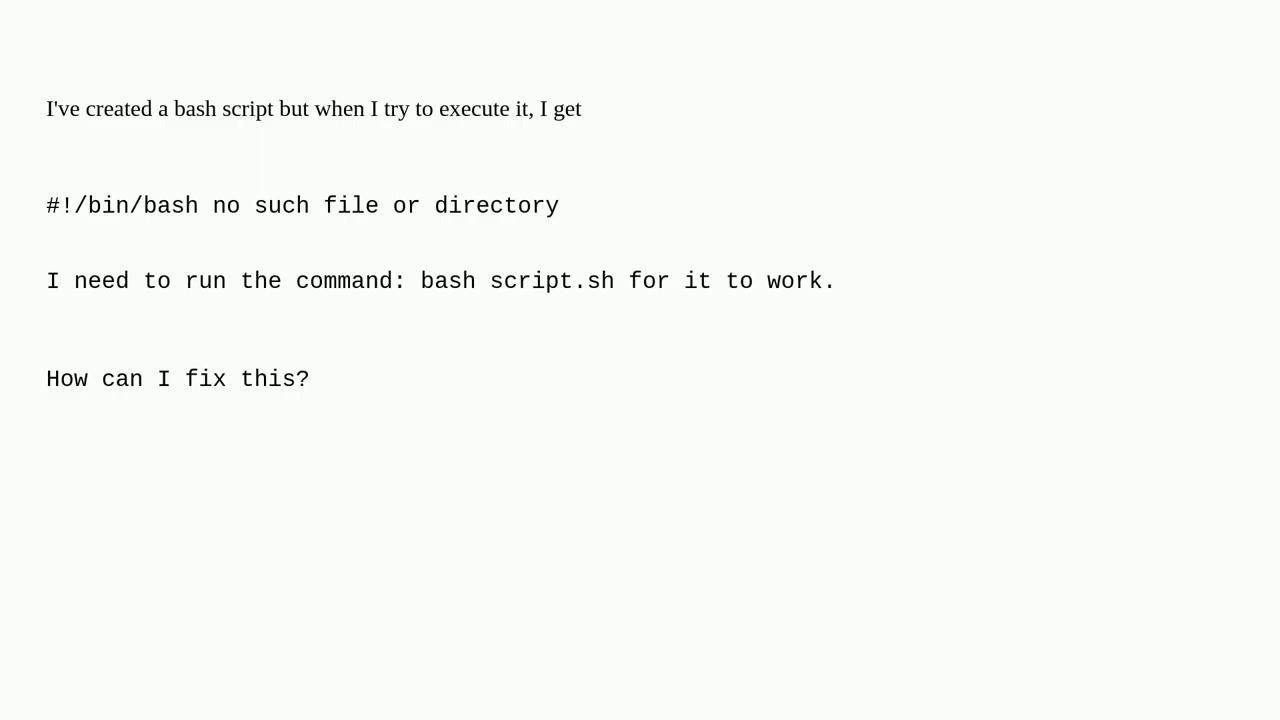 I've created a bash script but when I try to execute it, I get
#!/bin/bash no such file or directory
I need to run the command: bash script.sh for it to work.
How can I fix this?